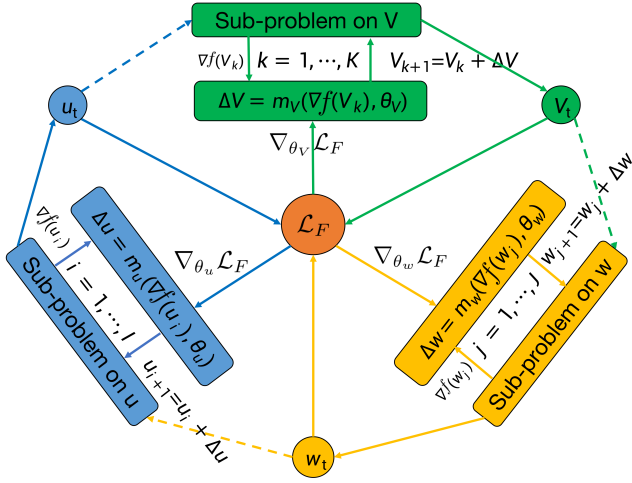 Sub-problem on V
∇f(V_k)
k = 1, ..., K
V_{k+1}=V_k + ΔV
ΔV = m_V(∇f(V_k), θ_V)
u_t
V_t
∇_{θ_V} ℒ_F
ℒ_F
∇_{θ_u} ℒ_F
∇_{θ_w} ℒ_F
Δu = m_u(∇f(u_i), θ_u)
∇f(u_i)
i = 1, ..., I
u_{i+1}=u_i + Δu
Sub-problem on u
Δw = m_w(∇f(w_j), θ_w)
w_{j+1}=w_j + Δw
j = 1, ..., J
∇f(w_j)
Sub-problem on w
w_t